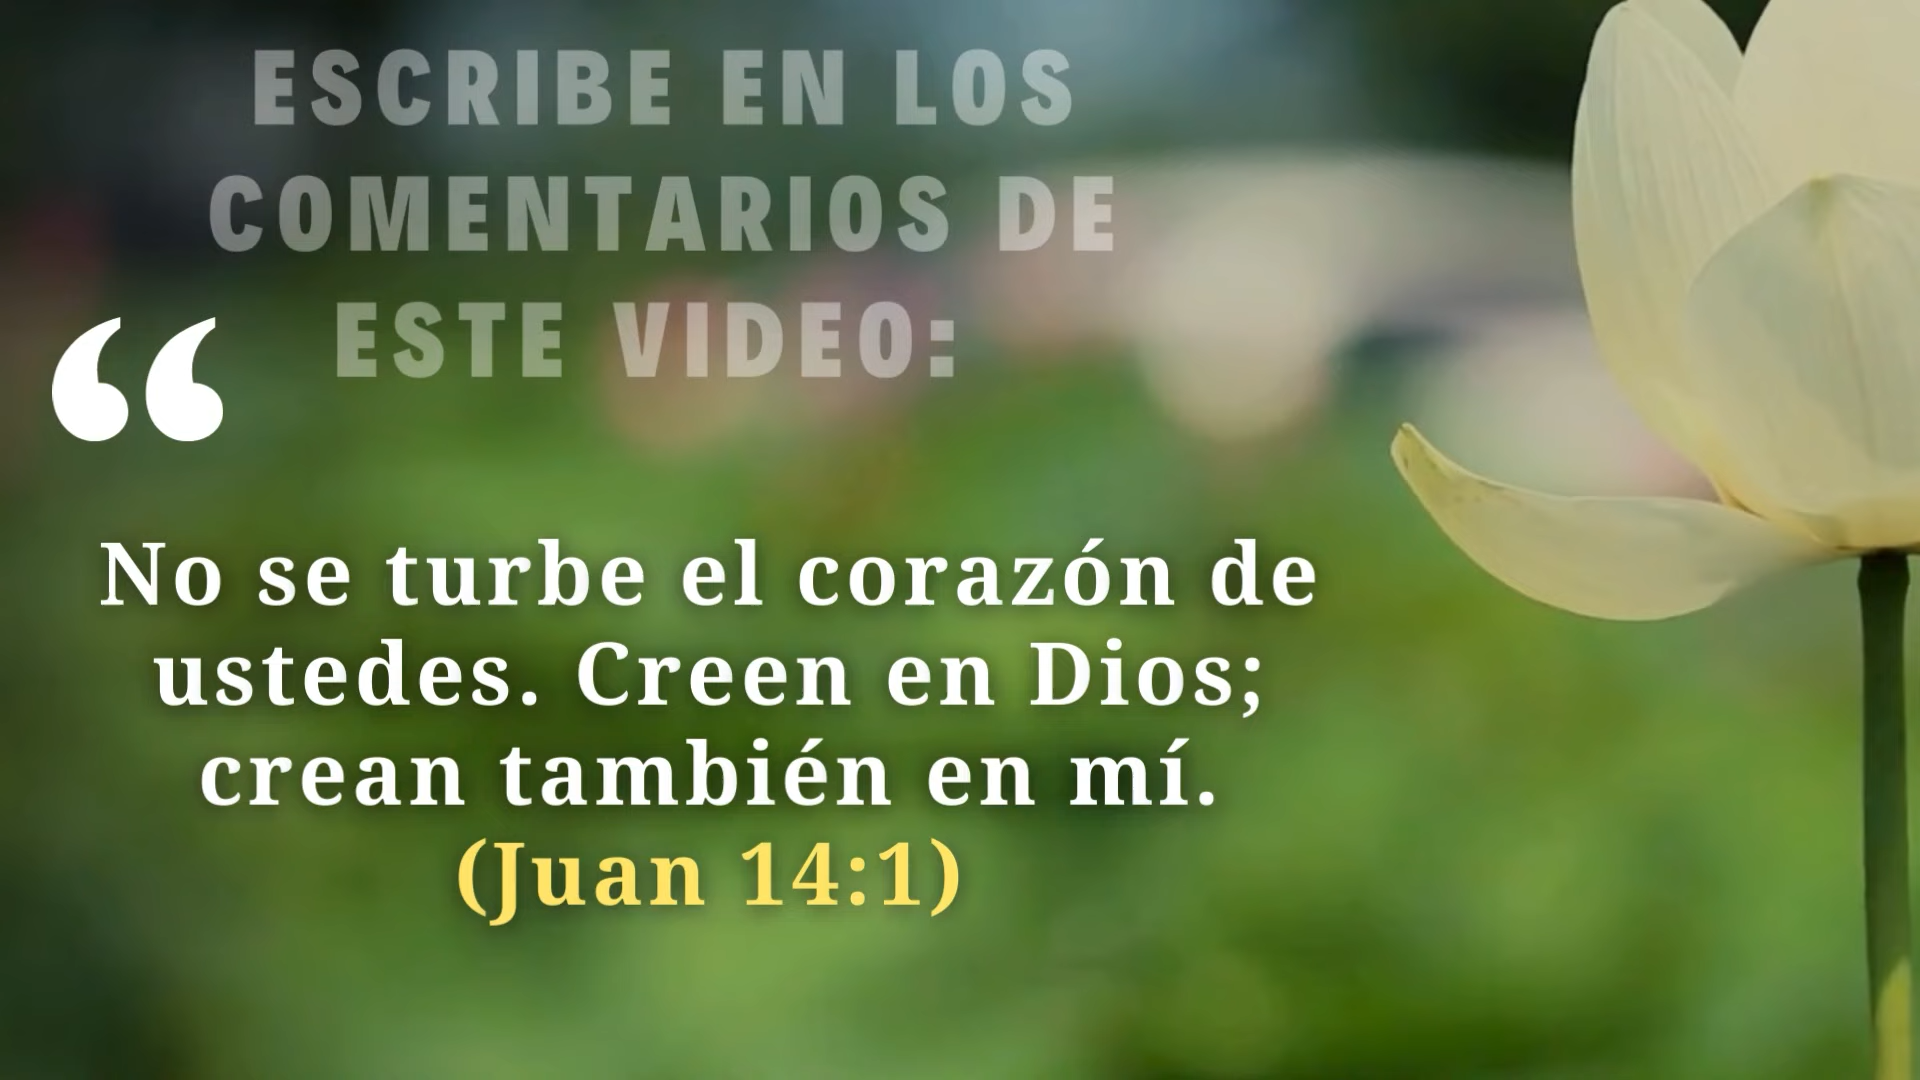 ESCRIBE EN LOS
COMENTARIOS DE
ESTE VIDEO:
“
No se turbe el corazón de
ustedes. Creen en Dios;
crean también en mí.
(Juan 14:1)